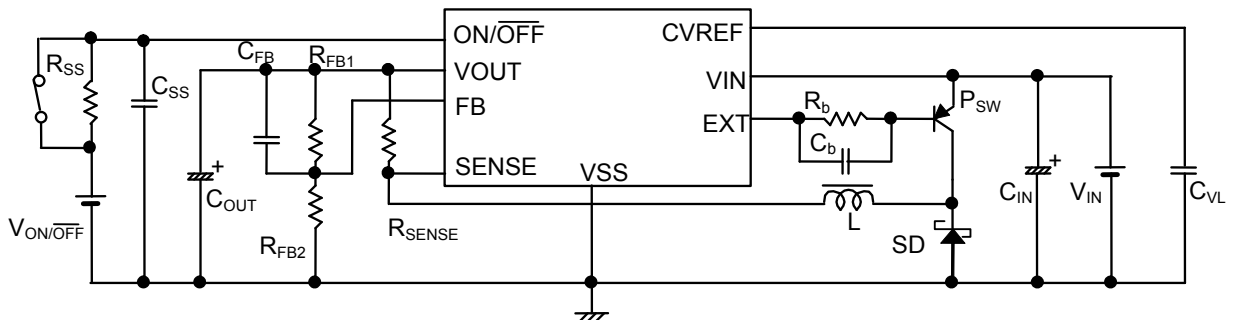 ON/OFF
CVREF
R_SS
C_FB
R_FB1
VOUT
VIN
C_SS
FB
R_b
P_SW
EXT
C_b
SENSE
VSS
+
+
C_OUT
C_IN
V_IN
C_VL
V_ON/OFF
R_FB2
R_SENSE
L
SD